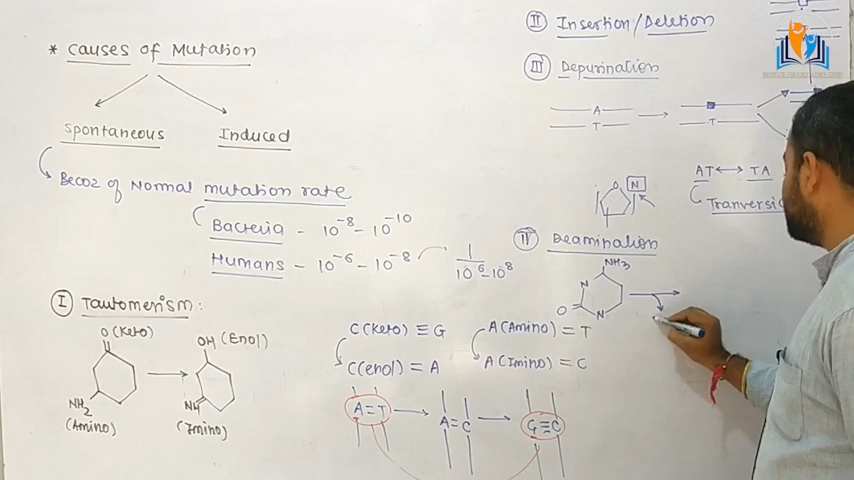 * Causes of Mutation
Spontaneous
Induced
Becoz of Normal mutation rate
Bacteria - 10⁻⁸ - 10⁻¹⁰
Humans - 10⁻⁶ - 10⁻⁸
1
10⁶ - 10⁸
I Tautomerism:
O (Keto)
NH₂
(Amino)
OH (Enol)
NH
(Imino)
C (Keto) ≡ G
C (enol) = A
A (Amino) = T
A (Imino) = C
A = T
A = C
G ≡ C
II Insertion/Deletion
III Depurination
A
T
T
AT ↔ TA
O
N
IV Deamination
NH₂
N
O
N